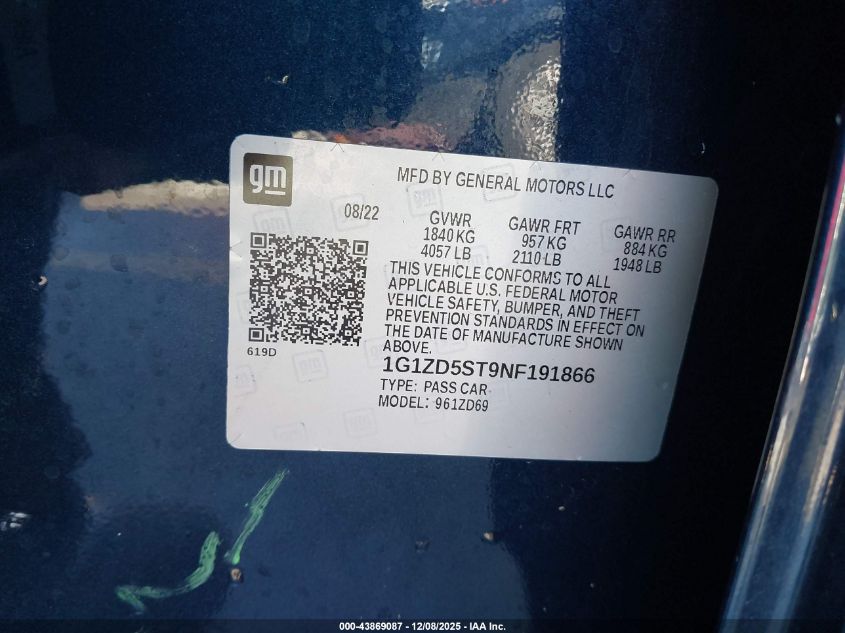 gm
MFD BY GENERAL MOTORS LLC
08/22
GVWR
1840 KG
4057 LB
GAWR FRT
957 KG
2110 LB
GAWR RR
884 KG
1948 LB
THIS VEHICLE CONFORMS TO ALL
APPLICABLE U.S. FEDERAL MOTOR
VEHICLE SAFETY, BUMPER, AND THEFT
PREVENTION STANDARDS IN EFFECT ON
THE DATE OF MANUFACTURE SHOWN
ABOVE.
619D
1G1ZD5ST9NF191866
TYPE: PASS CAR
MODEL: 961ZD69
000-43869087 - 12/08/2025 - IAA Inc.